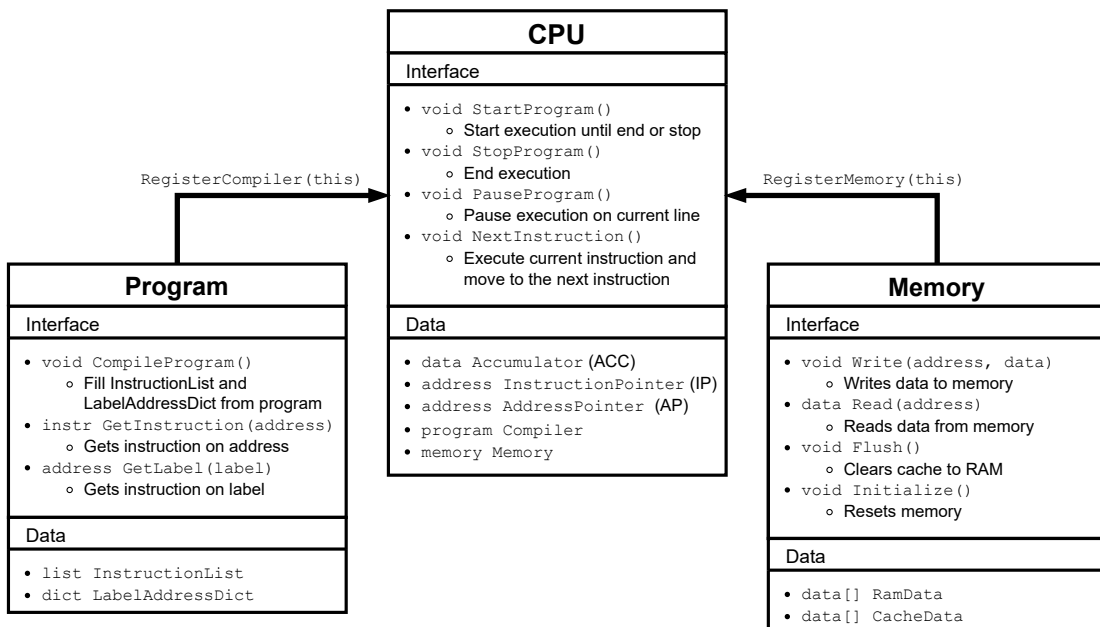 CPU
Interface
• void StartProgram()
◦ Start execution until end or stop
• void StopProgram()
◦ End execution
• void PauseProgram()
◦ Pause execution on current line
• void NextInstruction()
◦ Execute current instruction and
move to the next instruction
Data
• data Accumulator (ACC)
• address InstructionPointer (IP)
• address AddressPointer (AP)
• program Compiler
• memory Memory
RegisterCompiler(this)
RegisterMemory(this)
Program
Interface
• void CompileProgram()
◦ Fill InstructionList and
LabelAddressDict from program
• instr GetInstruction(address)
◦ Gets instruction on address
• address GetLabel(label)
◦ Gets instruction on label
Data
• list InstructionList
• dict LabelAddressDict
Memory
Interface
• void Write(address, data)
◦ Writes data to memory
• data Read(address)
◦ Reads data from memory
• void Flush()
◦ Clears cache to RAM
• void Initialize()
◦ Resets memory
Data
• data[] RamData
• data[] CacheData